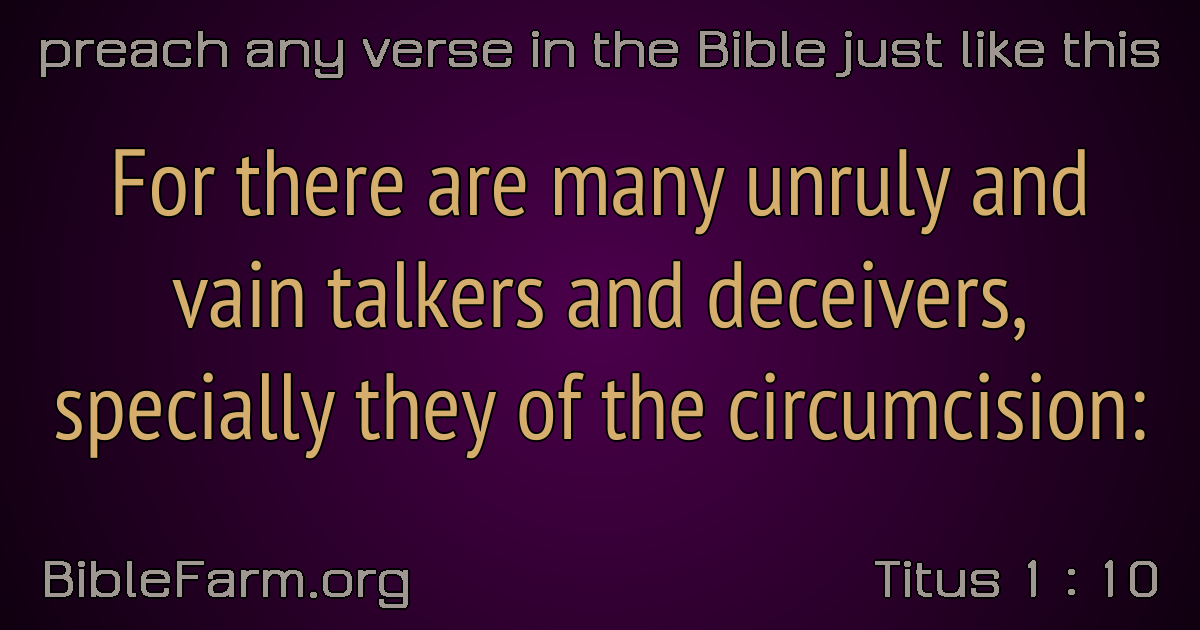 preach any verse in the Bible just like this
For there are many unruly and
vain talkers and deceivers,
specially they of the circumcision:
BibleFarm.org
Titus 1 : 10